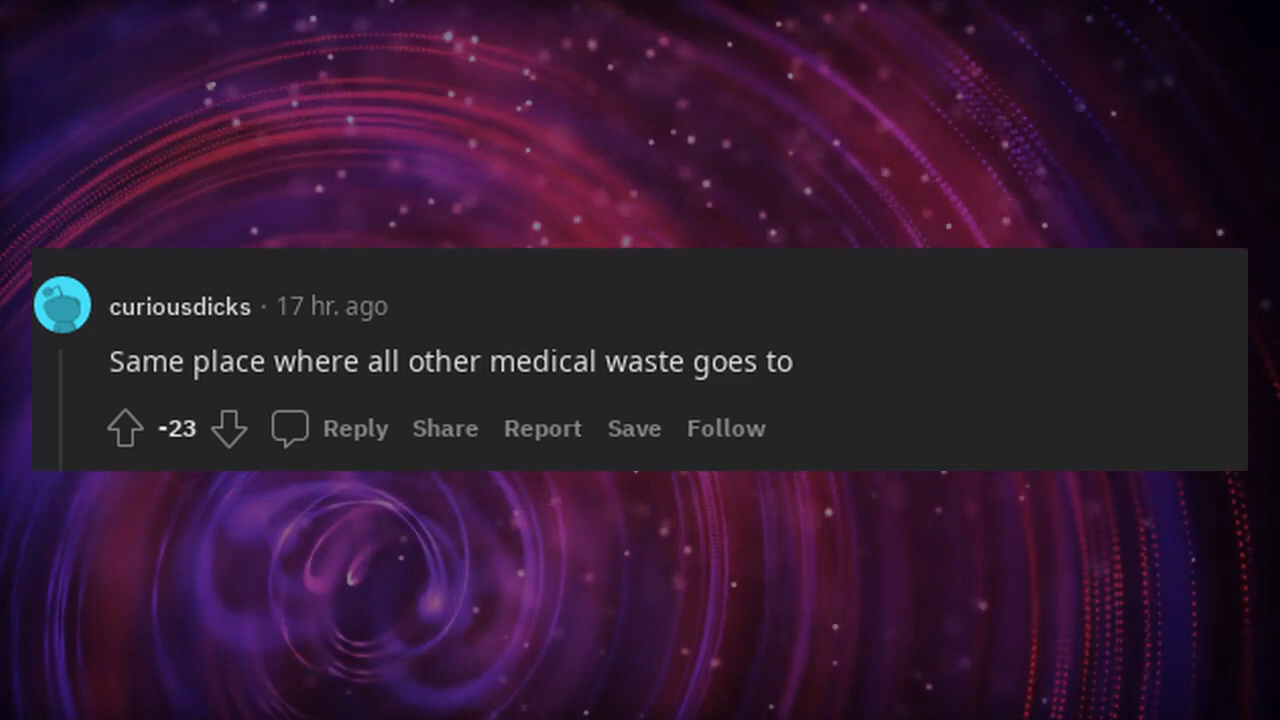 curiousdicks · 17 hr. ago
Same place where all other medical waste goes to
-23 Reply Share Report Save Follow